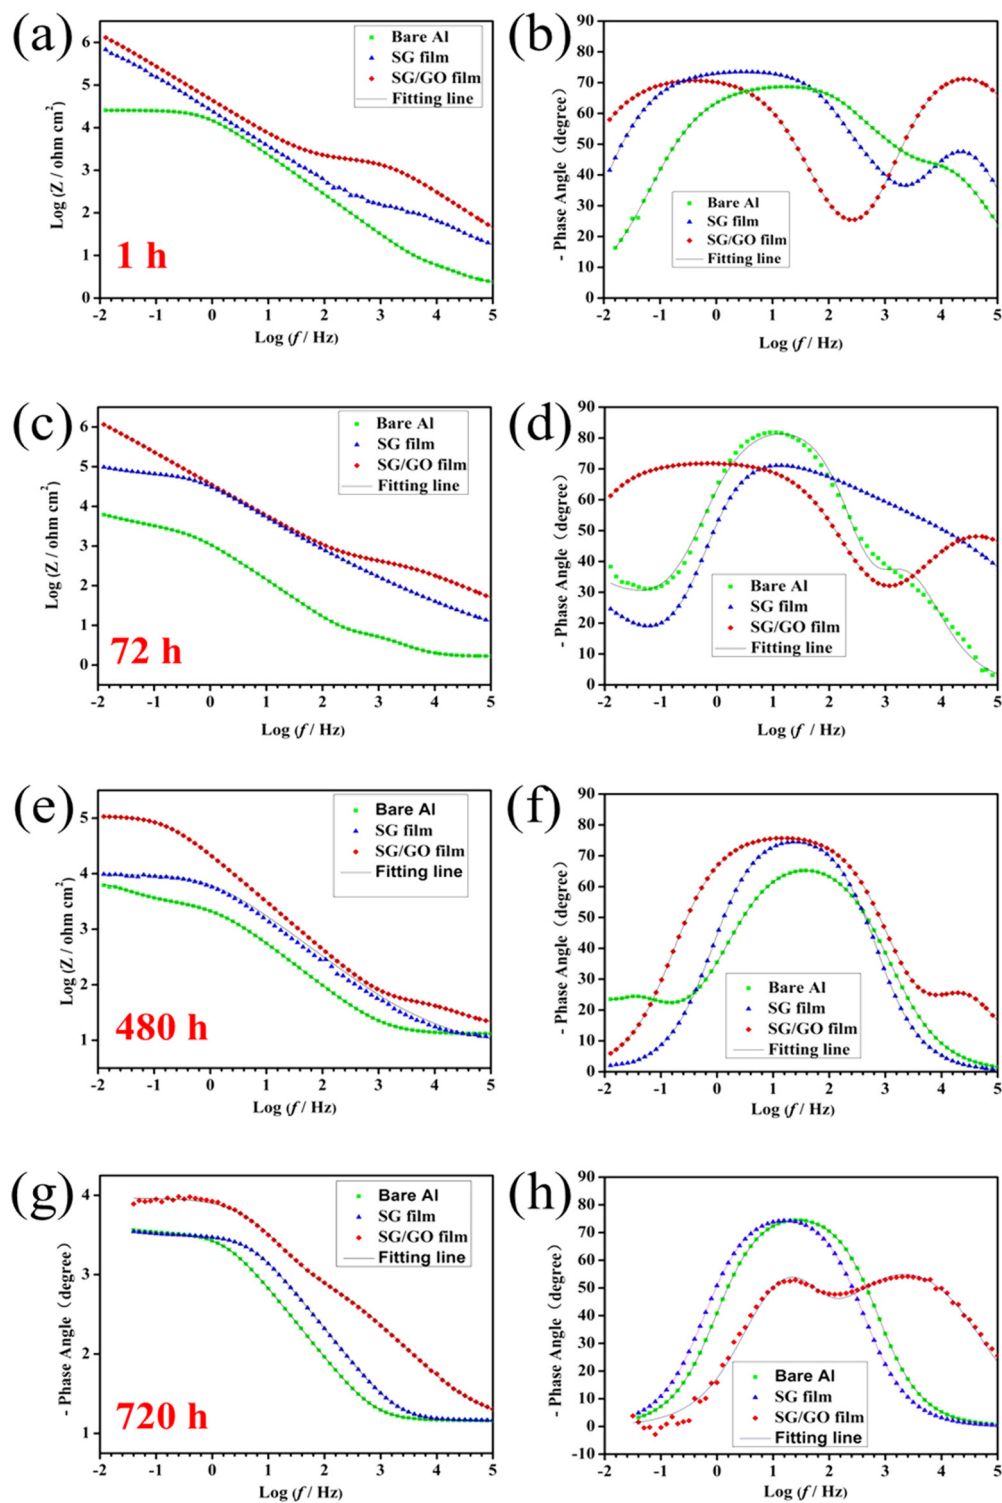 (a)
Log (Z / ohm cm²)
6
5
4
3
2
1
0
Bare Al
SG film
SG/GO film
Fitting line
1 h
-2 -1 0 1 2 3 4 5
Log (f / Hz)
(b)
- Phase Angle（degree）
90
80
70
60
50
40
30
20
10
0
Bare Al
SG film
SG/GO film
Fitting line
-2 -1 0 1 2 3 4 5
Log (f / Hz)
(c)
Log (Z / ohm cm²)
6
5
4
3
2
1
0
Bare Al
SG film
SG/GO film
Fitting line
72 h
-2 -1 0 1 2 3 4 5
Log (f / Hz)
(d)
- Phase Angle（degree）
90
80
70
60
50
40
30
20
10
0
Bare Al
SG film
SG/GO film
Fitting line
-2 -1 0 1 2 3 4 5
Log (f / Hz)
(e)
Log (Z / ohm cm²)
5
4
3
2
1
Bare Al
SG film
SG/GO film
Fitting line
480 h
-2 -1 0 1 2 3 4 5
Log (f / Hz)
(f)
- Phase Angle（degree）
90
80
70
60
50
40
30
20
10
0
Bare Al
SG film
SG/GO film
Fitting line
-2 -1 0 1 2 3 4 5
Log (f / Hz)
(g)
- Phase Angle（degree）
4
3
2
1
Bare Al
SG film
SG/GO film
Fitting line
720 h
-2 -1 0 1 2 3 4 5
Log (f / Hz)
(h)
- Phase Angle（degree）
90
80
70
60
50
40
30
20
10
0
-10
Bare Al
SG film
SG/GO film
Fitting line
-2 -1 0 1 2 3 4 5
Log (f / Hz)